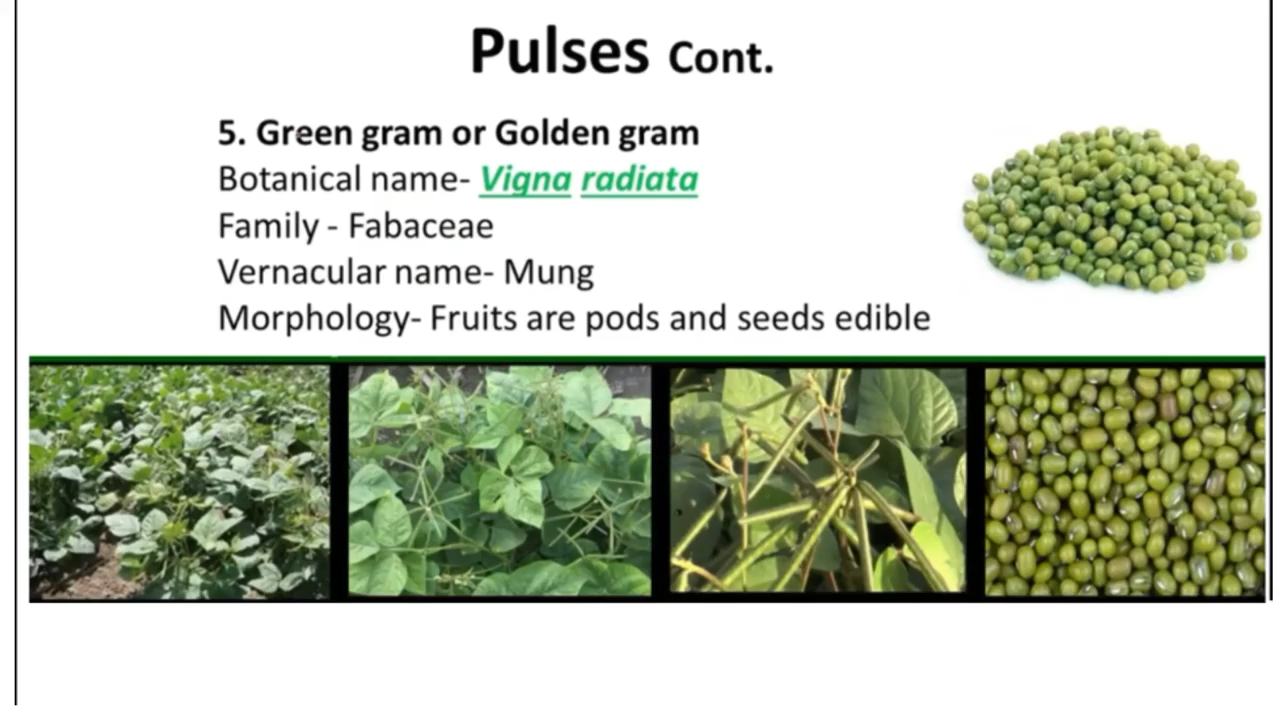 Pulses Cont.
5. Green gram or Golden gram
Botanical name- Vigna radiata
Family - Fabaceae
Vernacular name- Mung
Morphology- Fruits are pods and seeds edible